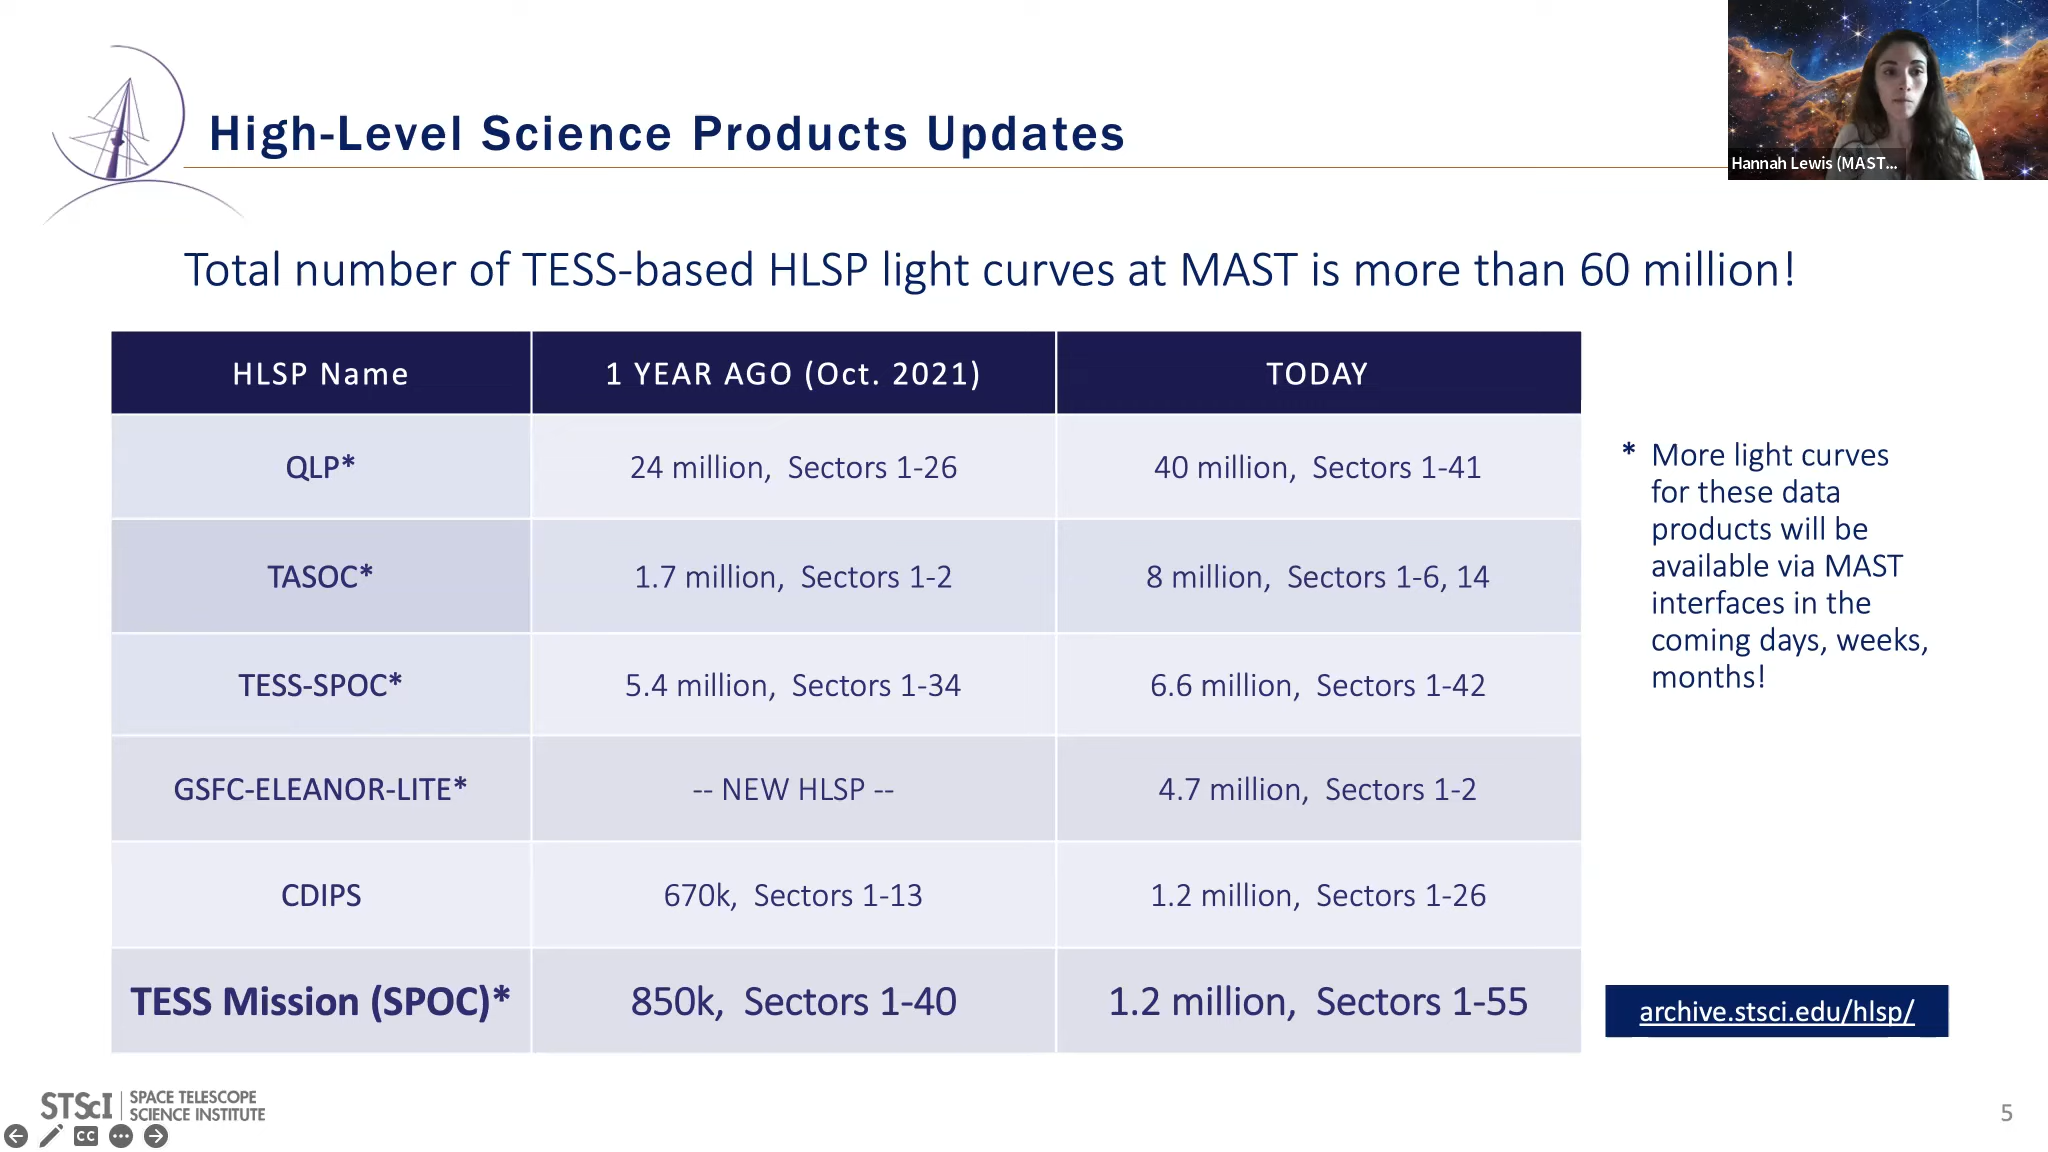 High-Level Science Products Updates
Hannah Lewis (MAST...
Total number of TESS-based HLSP light curves at MAST is more than 60 million!
HLSP Name 1 YEAR AGO (Oct. 2021) TODAY
QLP* 24 million, Sectors 1-26 40 million, Sectors 1-41
TASOC* 1.7 million, Sectors 1-2 8 million, Sectors 1-6, 14
TESS-SPOC* 5.4 million, Sectors 1-34 6.6 million, Sectors 1-42
GSFC-ELEANOR-LITE* -- NEW HLSP -- 4.7 million, Sectors 1-2
CDIPS 670k, Sectors 1-13 1.2 million, Sectors 1-26
TESS Mission (SPOC)* 850k, Sectors 1-40 1.2 million, Sectors 1-55
* More light curves
for these data
products will be
available via MAST
interfaces in the
coming days, weeks,
months!
archive.stsci.edu/hlsp/
STScI
SPACE TELESCOPE
SCIENCE INSTITUTE
CC
5